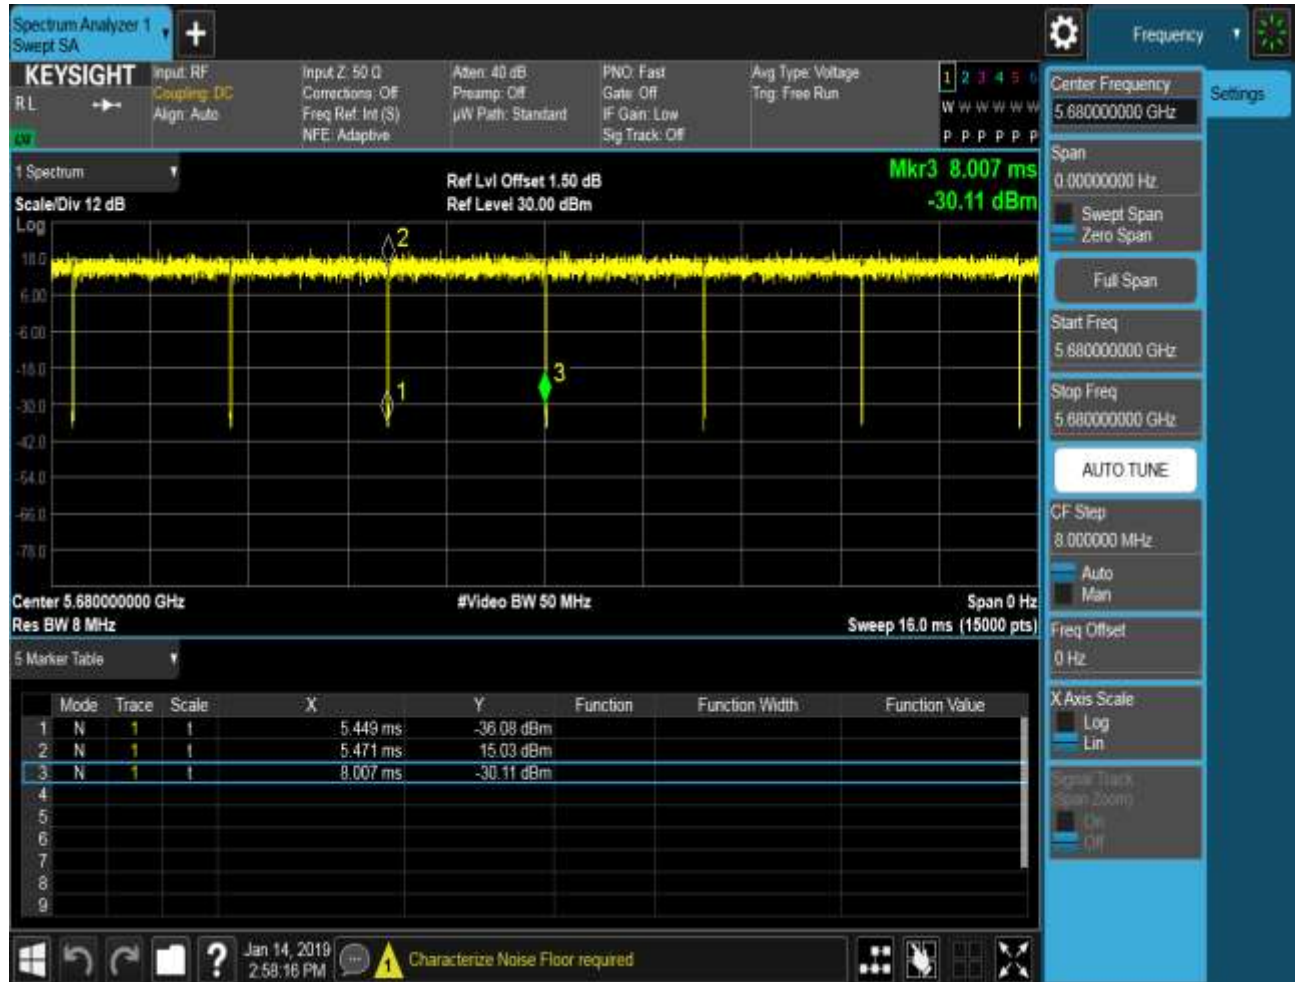 Spectrum Analyzer 1
Swept SA
Frequency
KEYSIGHT
R L
Input: RF
Coupling: DC
Align: Auto
Input Z: 50 Ω
Corrections: Off
Freq Ref: Int (S)
NFE: Adaptive
Atten: 40 dB
Preamp: Off
µW Path: Standard
PNO: Fast
Gate: Off
IF Gain: Low
Sig Track: Off
Avg Type: Voltage
Trig: Free Run
1 2 3 4 5 6
W W W W W W
P P P P P P
1 Spectrum
Scale/Div 12 dB
Ref Lvl Offset 1.50 dB
Ref Level 30.00 dBm
Mkr3 8.007 ms
-30.11 dBm
Log
18.0
6.00
-6.00
-18.0
-30.0
-42.0
-54.0
-66.0
-78.0
2
1
3
Center 5.680000000 GHz
#Video BW 50 MHz
Span 0 Hz
Res BW 8 MHz
Sweep 16.0 ms (15000 pts)
5 Marker Table
Mode Trace Scale X Y Function Function Width Function Value
1 N 1 t 5.449 ms -36.08 dBm
2 N 1 t 5.471 ms 15.03 dBm
3 N 1 t 8.007 ms -30.11 dBm
4
5
6
7
8
9
Jan 14, 2019
2:58:16 PM
?
1
Characterize Noise Floor required
Center Frequency
5.680000000 GHz
Settings
Span
0.00000000 Hz
Swept Span
Zero Span
Full Span
Start Freq
5.680000000 GHz
Stop Freq
5.680000000 GHz
AUTO TUNE
CF Step
8.000000 MHz
Auto
Man
Freq Offset
0 Hz
X Axis Scale
Log
Lin
Signal Track
(Span Zoom)
On
Off